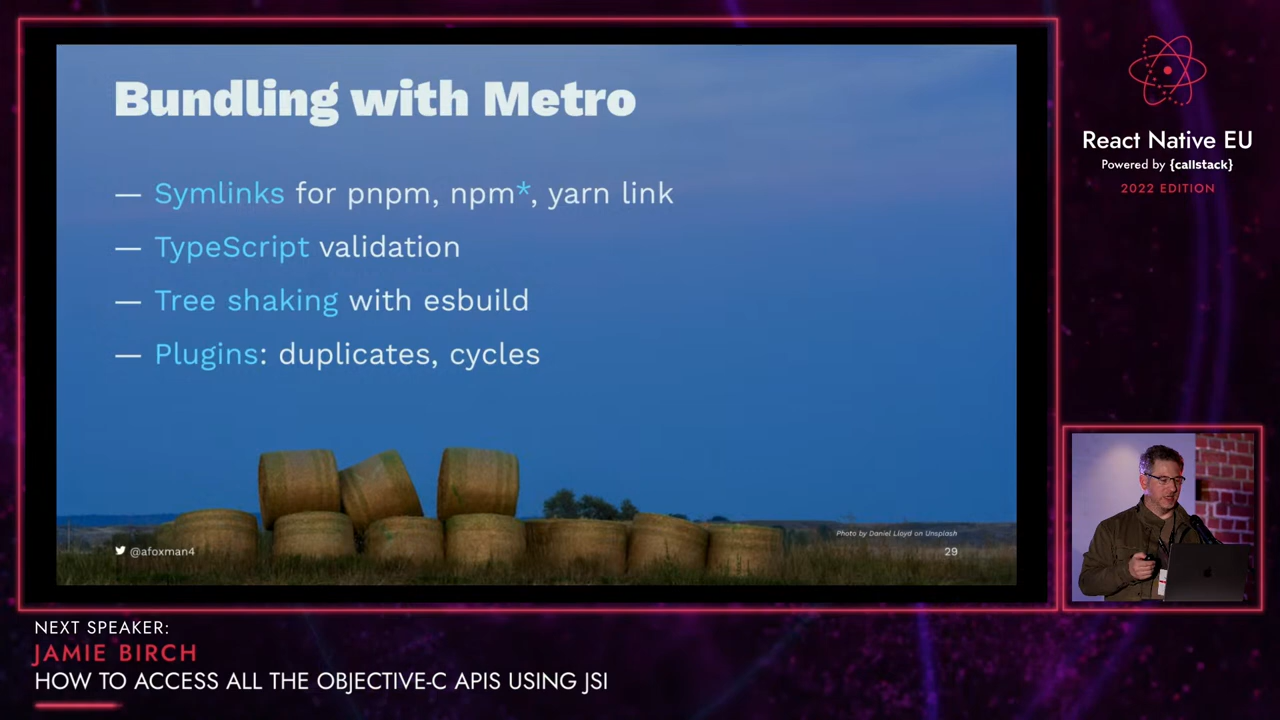 Bundling with Metro
— Symlinks for pnpm, npm*, yarn link
— TypeScript validation
— Tree shaking with esbuild
— Plugins: duplicates, cycles
Photo by Daniel Lloyd on Unsplash
@afoxman4
29
React Native EU
Powered by {callstack}
2022 EDITION
NEXT SPEAKER:
JAMIE BIRCH
HOW TO ACCESS ALL THE OBJECTIVE-C APIS USING JSI